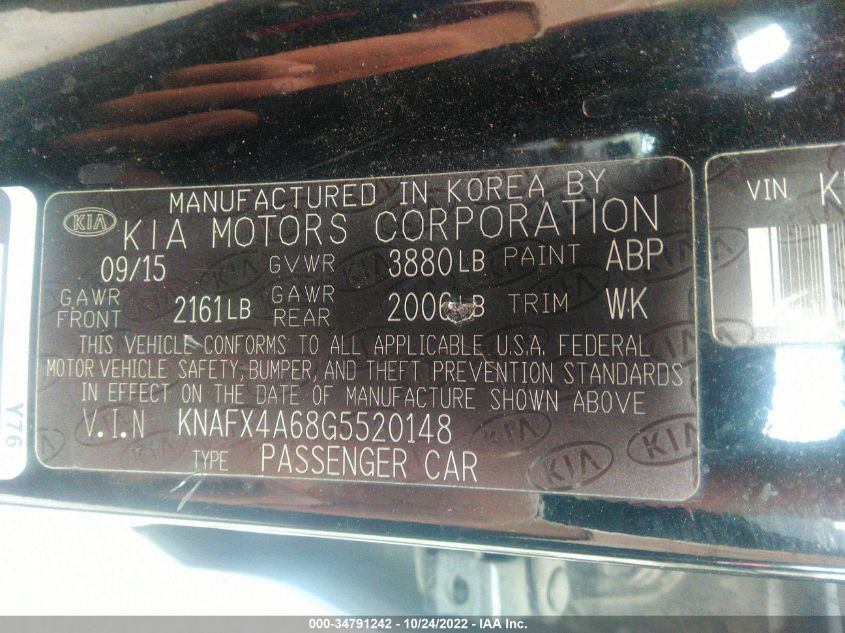 MANUFACTURED IN KOREA BY
KIA KIA MOTORS CORPORATION
09/15 GVWR 3880LB PAINT ABP
GAWR FRONT 2161LB GAWR REAR TRIM WK
THIS VEHICLE CONFORMS TO ALL APPLICABLE U.S.A. FEDERAL
MOTOR VEHICLE SAFETY, BUMPER, AND THEFT PREVENTION STANDARDS
IN EFFECT ON THE DATE OF MANUFACTURE SHOWN ABOVE
V.I.N KNAFX4A68G5520148
TYPE PASSENGER CAR
KIA
VIN
Y76
000-34791242 - 10/24/2022 - IAA Inc.